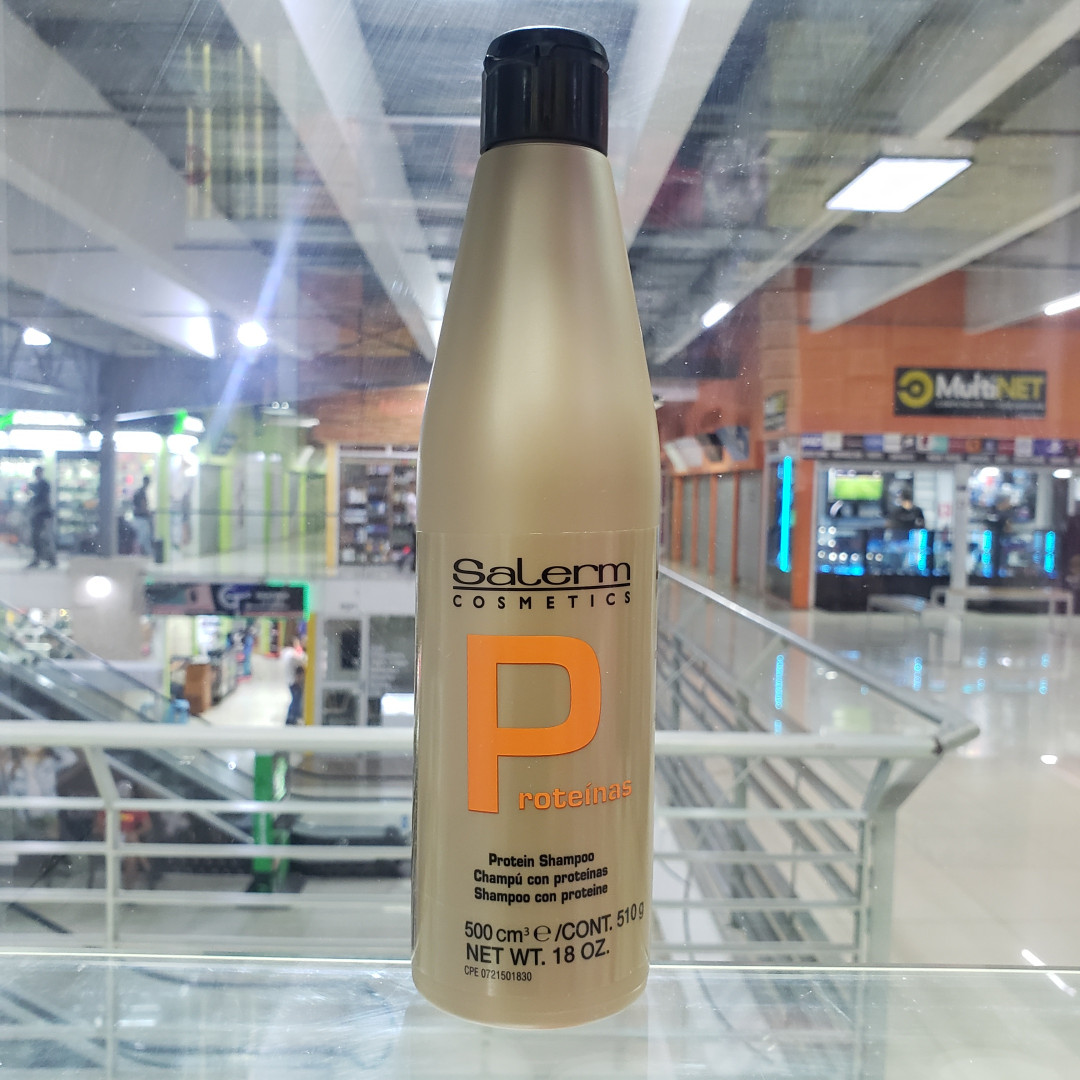 MultiNET
Salerm
COSMETICS
Proteínas
Protein Shampoo
Champú con proteínas
Shampoo con proteine
500 cm³ ℮ /CONT. 510 g
NET WT. 18 OZ.
CPE 0721501830